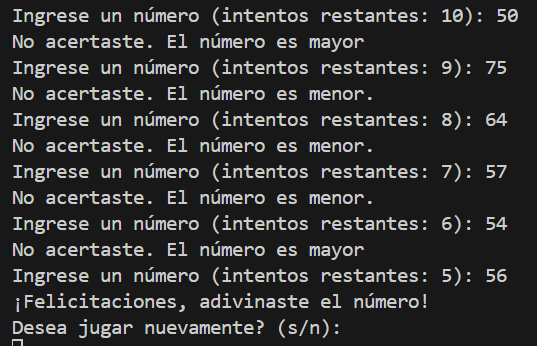 Ingrese un número (intentos restantes: 10): 50
No acertaste. El número es mayor
Ingrese un número (intentos restantes: 9): 75
No acertaste. El número es menor.
Ingrese un número (intentos restantes: 8): 64
No acertaste. El número es menor.
Ingrese un número (intentos restantes: 7): 57
No acertaste. El número es menor.
Ingrese un número (intentos restantes: 6): 54
No acertaste. El número es mayor
Ingrese un número (intentos restantes: 5): 56
¡Felicitaciones, adivinaste el número!
Desea jugar nuevamente? (s/n):